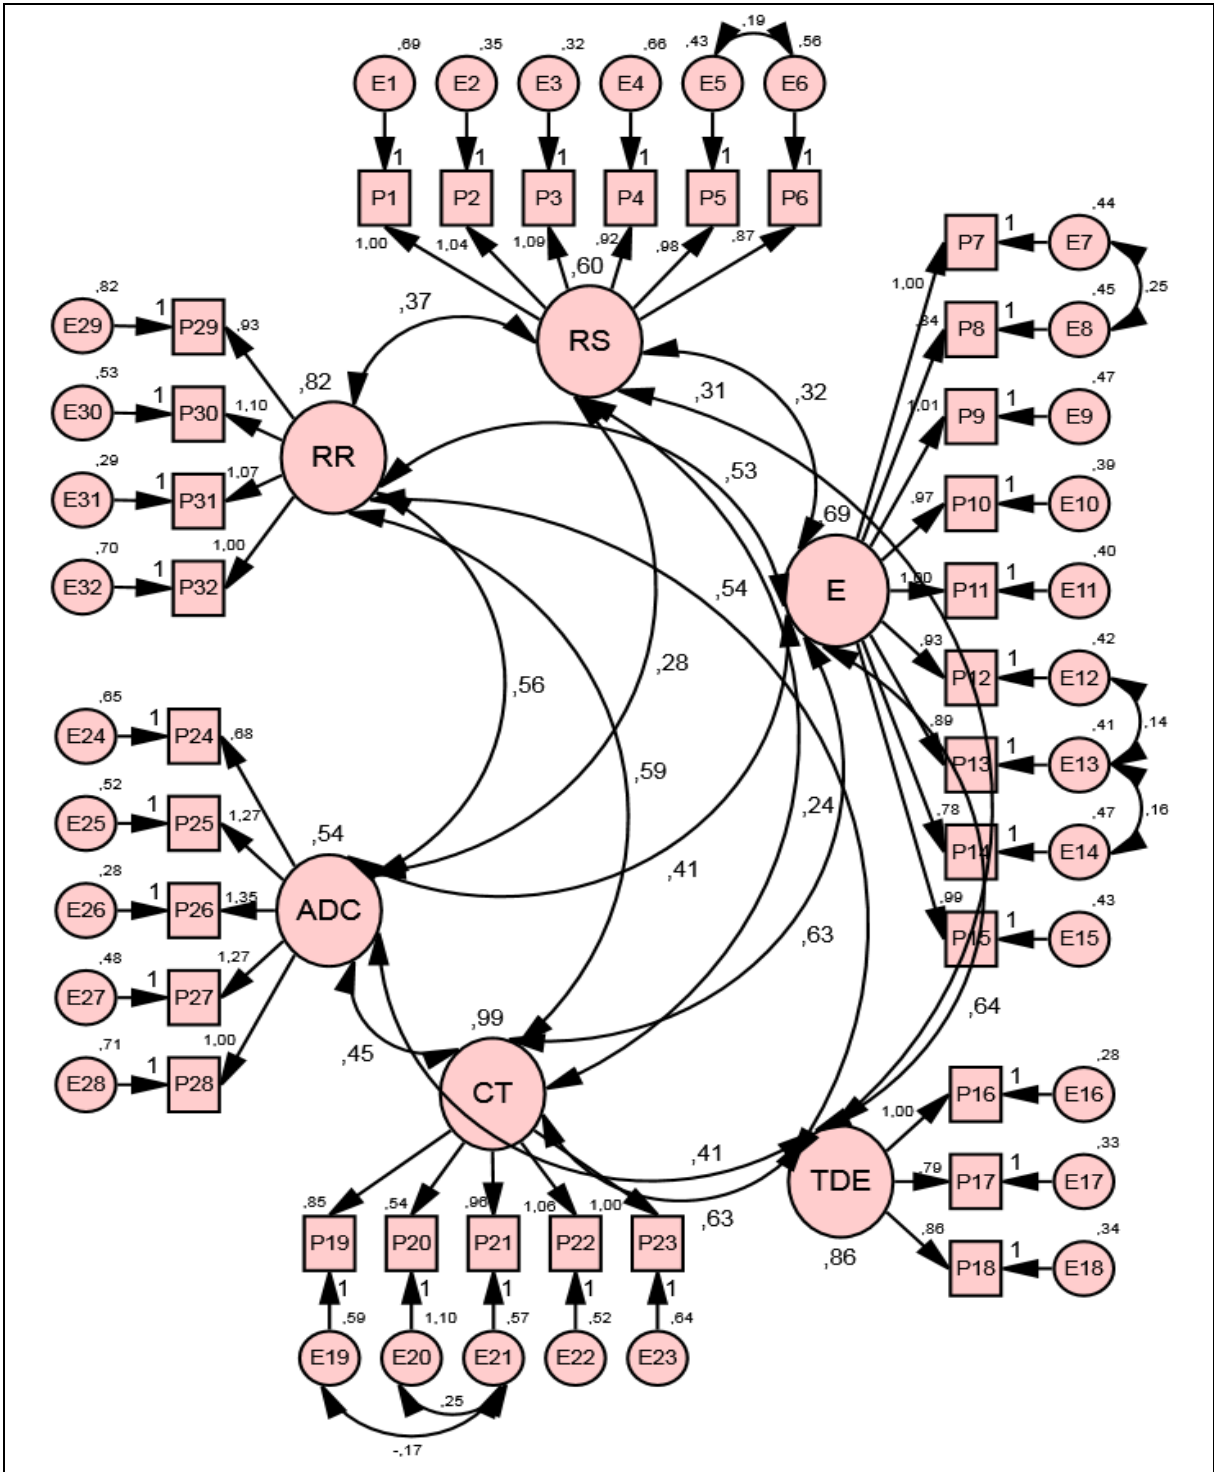 ,19
,69 ,35 ,32 ,66 ,43 ,56
E1 E2 E3 E4 E5 E6
1 1 1 1 1 1
P1 P2 P3 P4 P5 P6
1,00 1,04 1,09 ,92 ,98 ,87
,60
RS
,44
P7 1 E7
1,00 ,25
,45
,84 P8 1 E8
,47
1,01 P9 1 E9
,39
,97 P10 1 E10
,40
1,00 P11 1 E11
,42
,93 P12 1 E12
,14
,41
,89 P13 1 E13
,16
,47
,78 P14 1 E14
,43
,99 P15 1 E15
,69
E
,82
E29 1 P29 ,93
,53
E30 1 P30 1,10
,29
E31 1 P31 1,07
,70
E32 1 P32 1,00
,82
RR
,37
,31 ,32
,53
,54
,28
,56
,59
,24
,41
,63
,64
,45
,41
,63
,65
E24 1 P24 ,68
,52
E25 1 P25 1,27
,28
E26 1 P26 1,35
,48
E27 1 P27 1,27
,71
E28 1 P28 1,00
,54
ADC
,99
CT
,85 ,54 ,96 1,06 1,00
P19 P20 P21 P22 P23
1 1 1 1 1
,59 1,10 ,57 ,52 ,64
E19 E20 E21 E22 E23
,25
-,17
TDE
,86
,28
1,00 P16 1 E16
,33
,79 P17 1 E17
,34
,86 P18 1 E18